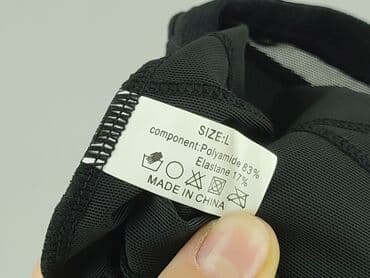 SIZE:L
component:Polyamide 83%
Elastane 17%
MADE IN CHINA